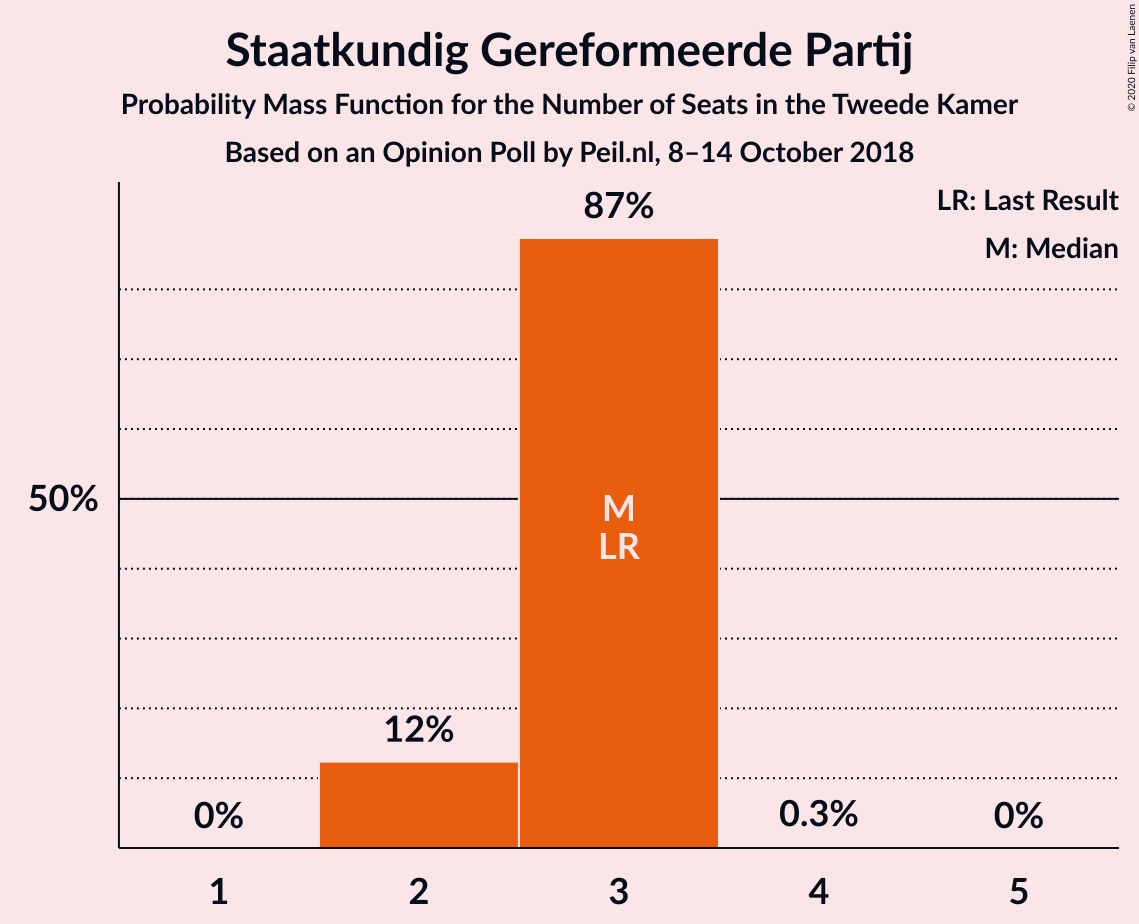 Staatkundig Gereformeerde Partij
Probability Mass Function for the Number of Seats in the Tweede Kamer
Based on an Opinion Poll by Peil.nl, 8–14 October 2018
© 2020 Filip van Laenen
LR: Last Result
M: Median
87%
50%
M
LR
12%
0%
0.3%
0%
1 2 3 4 5